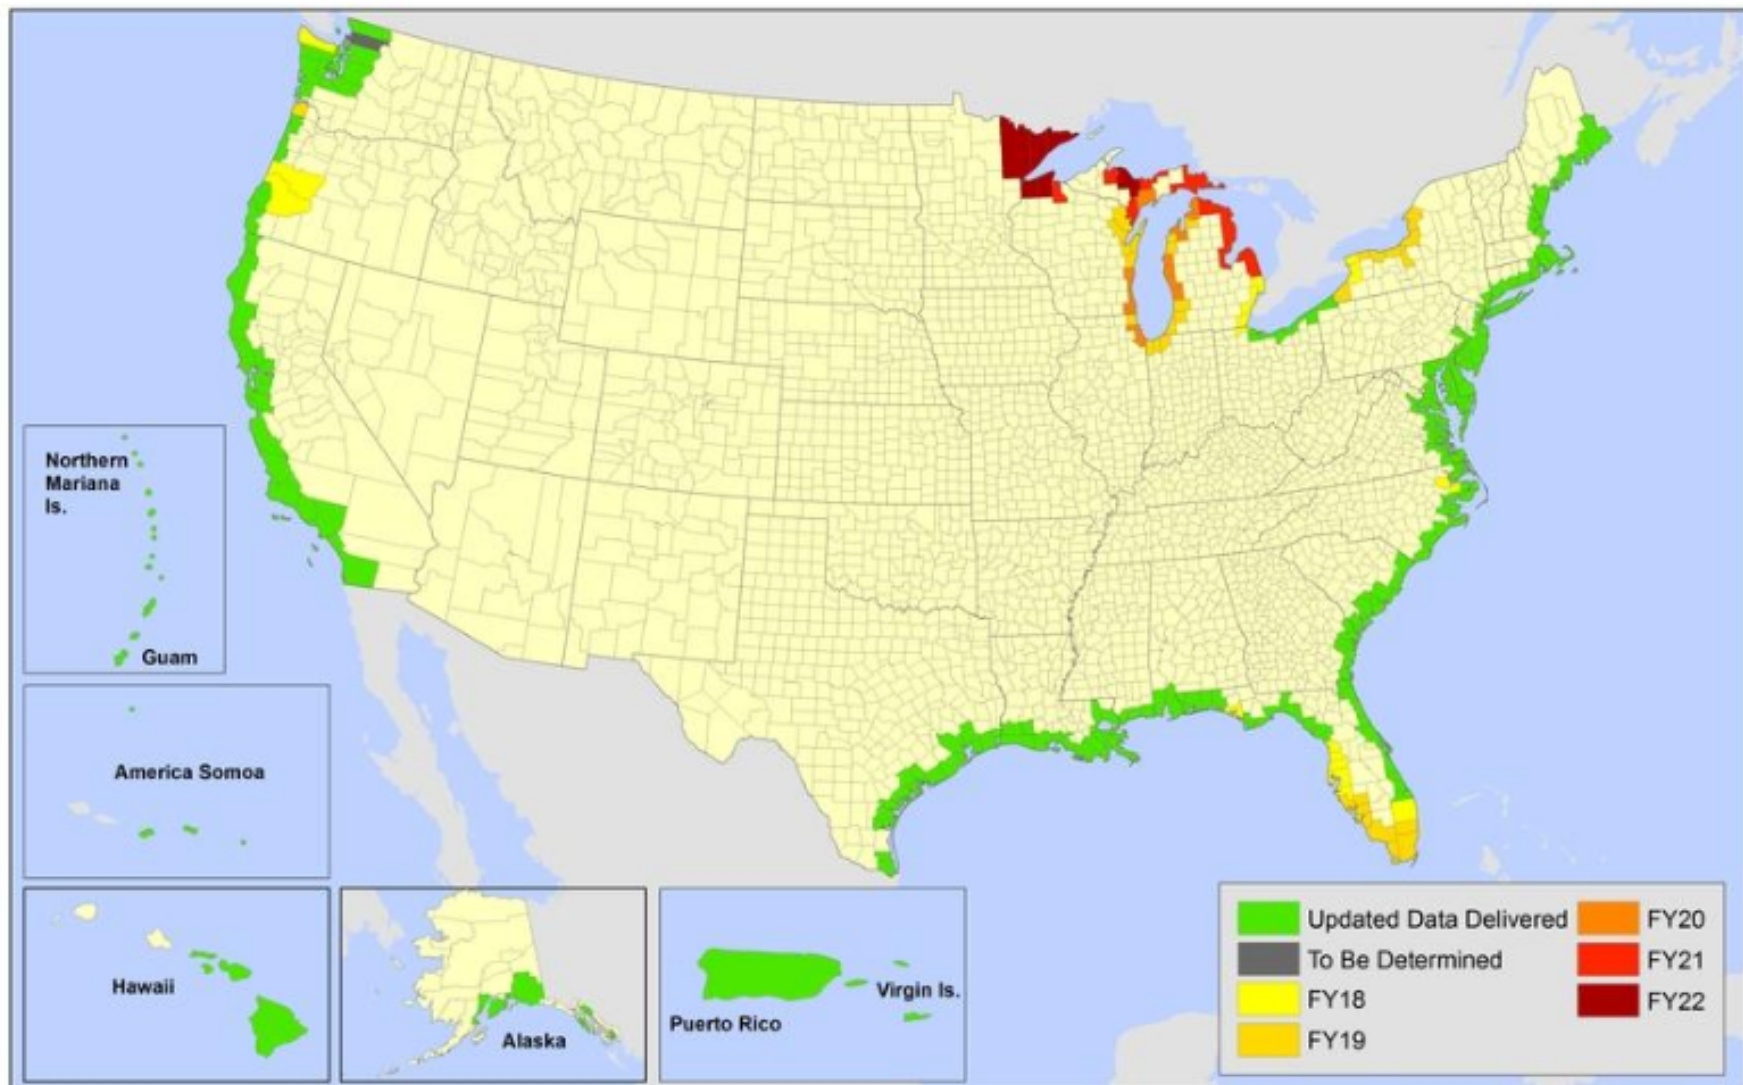 Northern
Mariana
Is.
Guam
America Somoa
Hawaii
Alaska
Puerto Rico
Virgin Is.
Updated Data Delivered
To Be Determined
FY18
FY19
FY20
FY21
FY22